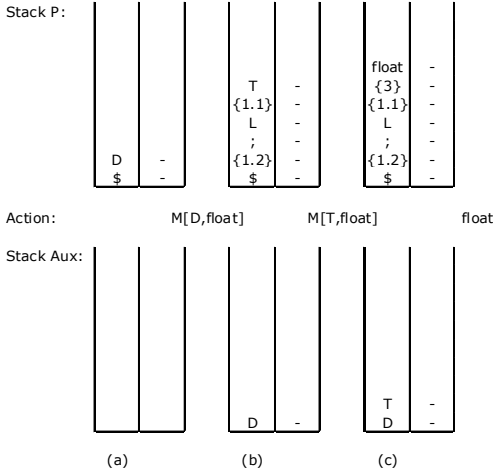 Stack P:
float -
T - {3} -
{1.1} - {1.1} -
L - L -
; - ; -
D - {1.2} - {1.2} -
$ - $ - $ -
Action: M[D,float] M[T,float] float
Stack Aux:
T -
D - D -
(a) (b) (c)